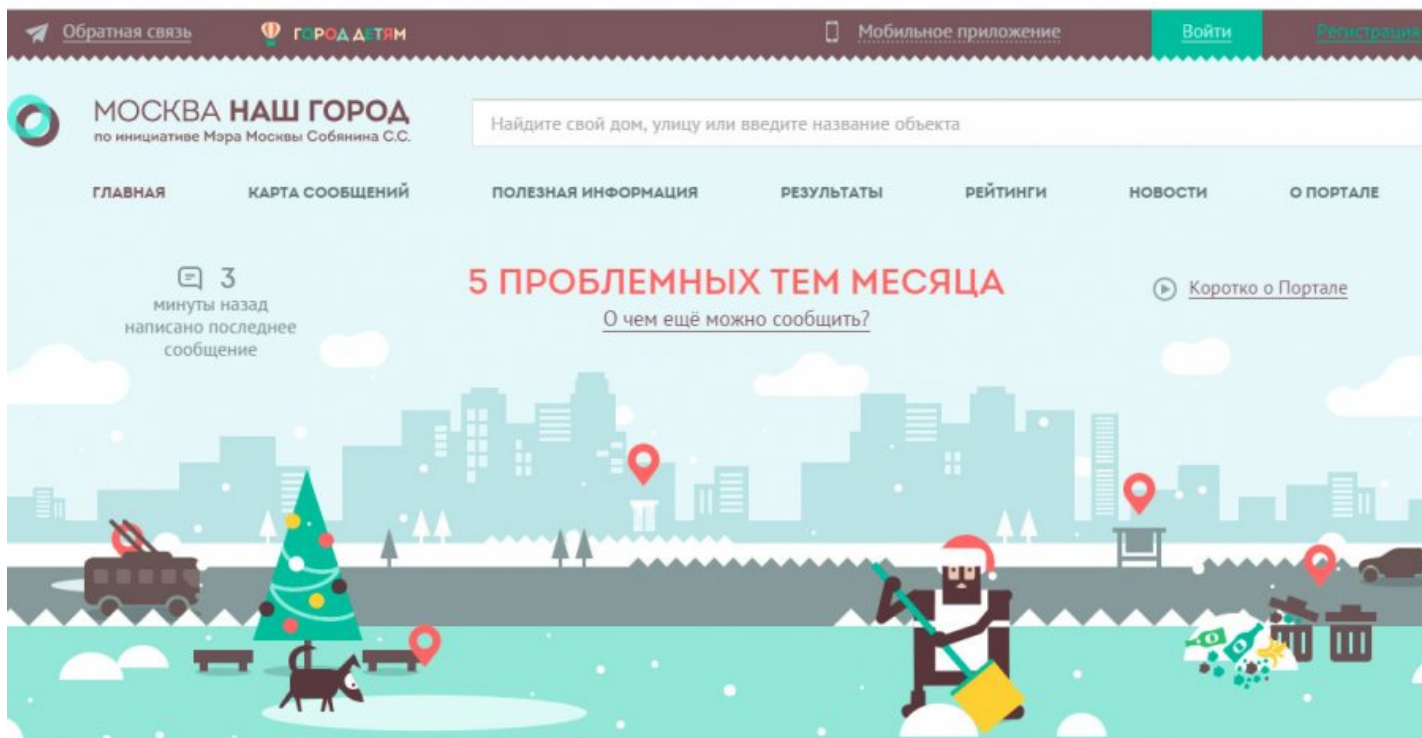 Обратная связь
ГОРОД ДЕТЯМ
Мобильное приложение
Войти
Регистрация
МОСКВА НАШ ГОРОД
по инициативе Мэра Москвы Собянина С.С.
Найдите свой дом, улицу или введите название объекта
ГЛАВНАЯ
КАРТА СООБЩЕНИЙ
ПОЛЕЗНАЯ ИНФОРМАЦИЯ
РЕЗУЛЬТАТЫ
РЕЙТИНГИ
НОВОСТИ
О ПОРТАЛЕ
3
минуты назад
написано последнее
сообщение
5 ПРОБЛЕМНЫХ ТЕМ МЕСЯЦА
О чем ещё можно сообщить?
Коротко о Портале